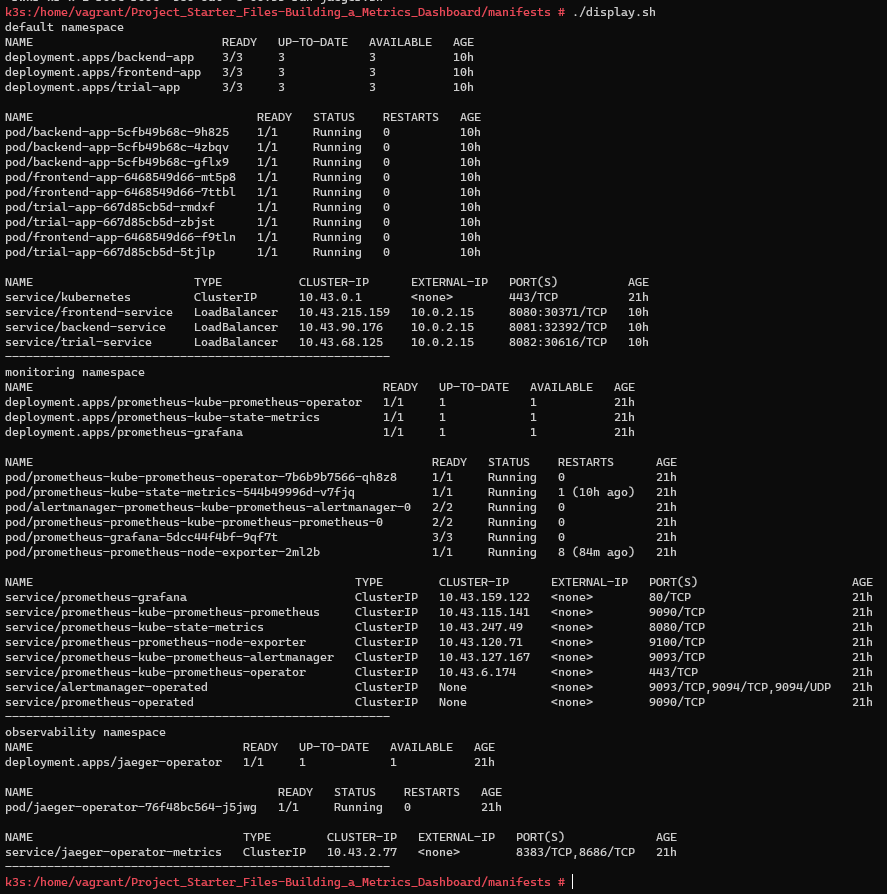 k3s:/home/vagrant/Project_Starter_Files-Building_a_Metrics_Dashboard/manifests # ./display.sh
default namespace
NAME READY UP-TO-DATE AVAILABLE AGE
deployment.apps/backend-app 3/3 3 3 10h
deployment.apps/frontend-app 3/3 3 3 10h
deployment.apps/trial-app 3/3 3 3 10h
NAME READY STATUS RESTARTS AGE
pod/backend-app-5cfb49b68c-9h825 1/1 Running 0 10h
pod/backend-app-5cfb49b68c-4zbqv 1/1 Running 0 10h
pod/backend-app-5cfb49b68c-gflx9 1/1 Running 0 10h
pod/frontend-app-6468549d66-mt5p8 1/1 Running 0 10h
pod/frontend-app-6468549d66-7ttbl 1/1 Running 0 10h
pod/trial-app-667d85cb5d-rmdxf 1/1 Running 0 10h
pod/trial-app-667d85cb5d-zbjst 1/1 Running 0 10h
pod/frontend-app-6468549d66-f9tln 1/1 Running 0 10h
pod/trial-app-667d85cb5d-5tjlp 1/1 Running 0 10h
NAME TYPE CLUSTER-IP EXTERNAL-IP PORT(S) AGE
service/kubernetes ClusterIP 10.43.0.1 <none> 443/TCP 21h
service/frontend-service LoadBalancer 10.43.215.159 10.0.2.15 8080:30371/TCP 10h
service/backend-service LoadBalancer 10.43.90.176 10.0.2.15 8081:32392/TCP 10h
service/trial-service LoadBalancer 10.43.68.125 10.0.2.15 8082:30616/TCP 10h
-------------------------------------------------------
monitoring namespace
NAME READY UP-TO-DATE AVAILABLE AGE
deployment.apps/prometheus-kube-prometheus-operator 1/1 1 1 21h
deployment.apps/prometheus-kube-state-metrics 1/1 1 1 21h
deployment.apps/prometheus-grafana 1/1 1 1 21h
NAME READY STATUS RESTARTS AGE
pod/prometheus-kube-prometheus-operator-7b6b9b7566-qh8z8 1/1 Running 0 21h
pod/prometheus-kube-state-metrics-544b49996d-v7fjq 1/1 Running 1 (10h ago) 21h
pod/alertmanager-prometheus-kube-prometheus-alertmanager-0 2/2 Running 0 21h
pod/prometheus-prometheus-kube-prometheus-prometheus-0 2/2 Running 0 21h
pod/prometheus-grafana-5dcc44f4bf-9qf7t 3/3 Running 0 21h
pod/prometheus-prometheus-node-exporter-2ml2b 1/1 Running 8 (84m ago) 21h
NAME TYPE CLUSTER-IP EXTERNAL-IP PORT(S) AGE
service/prometheus-grafana ClusterIP 10.43.159.122 <none> 80/TCP 21h
service/prometheus-kube-prometheus-prometheus ClusterIP 10.43.115.141 <none> 9090/TCP 21h
service/prometheus-kube-state-metrics ClusterIP 10.43.247.49 <none> 8080/TCP 21h
service/prometheus-prometheus-node-exporter ClusterIP 10.43.120.71 <none> 9100/TCP 21h
service/prometheus-kube-prometheus-alertmanager ClusterIP 10.43.127.167 <none> 9093/TCP 21h
service/prometheus-kube-prometheus-operator ClusterIP 10.43.6.174 <none> 443/TCP 21h
service/alertmanager-operated ClusterIP None <none> 9093/TCP,9094/TCP,9094/UDP 21h
service/prometheus-operated ClusterIP None <none> 9090/TCP 21h
-------------------------------------------------------
observability namespace
NAME READY UP-TO-DATE AVAILABLE AGE
deployment.apps/jaeger-operator 1/1 1 1 21h
NAME READY STATUS RESTARTS AGE
pod/jaeger-operator-76f48bc564-j5jwg 1/1 Running 0 21h
NAME TYPE CLUSTER-IP EXTERNAL-IP PORT(S) AGE
service/jaeger-operator-metrics ClusterIP 10.43.2.77 <none> 8383/TCP,8686/TCP 21h
-------------------------------------------------------
k3s:/home/vagrant/Project_Starter_Files-Building_a_Metrics_Dashboard/manifests #